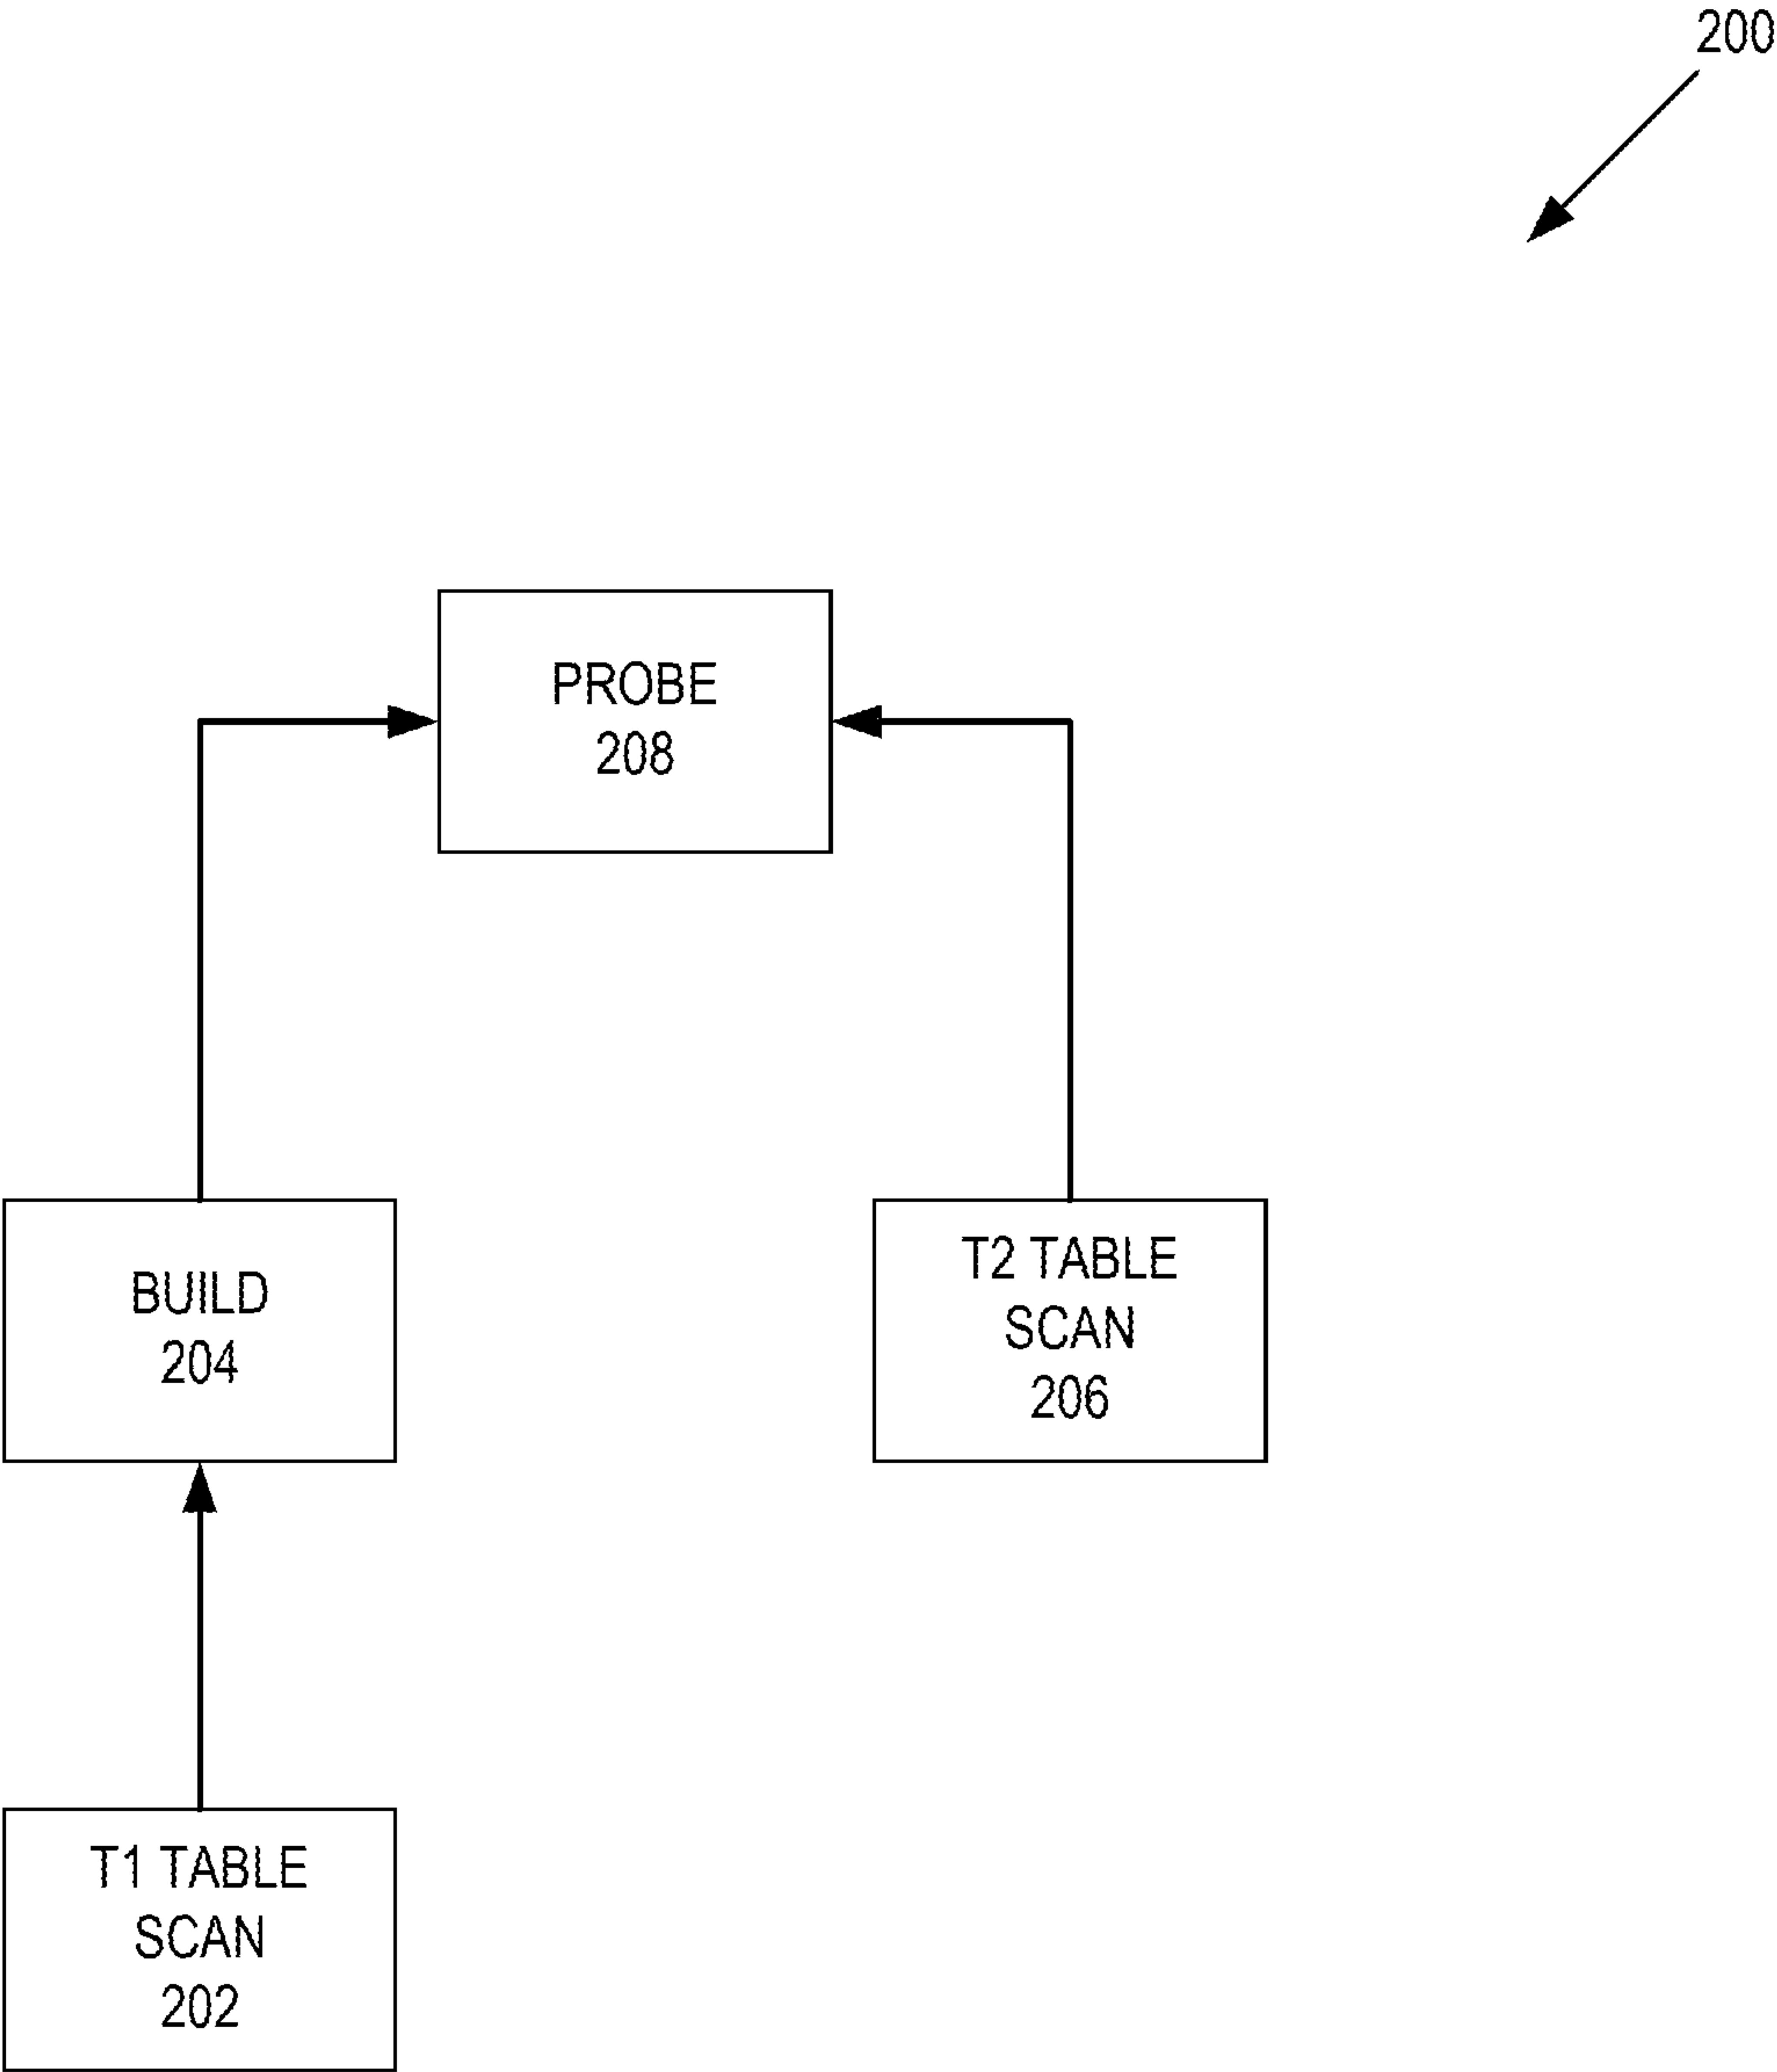 200
PROBE
208
BUILD
204
T2 TABLE
SCAN
206
T1 TABLE
SCAN
202